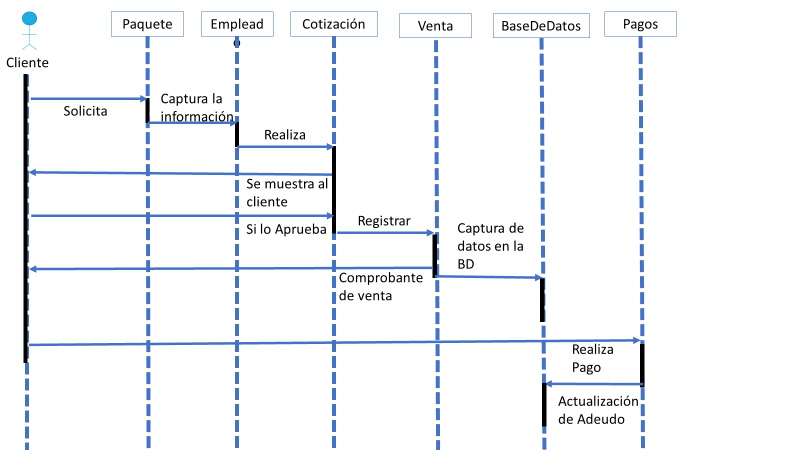 Paquete
Emplead
o
Cotización
Venta
BaseDeDatos
Pagos
Cliente
Solicita
Captura la
información
Realiza
Se muestra al
cliente
Si lo Aprueba
Registrar
Captura de
datos en la
BD
Comprobante
de venta
Realiza
Pago
Actualización
de Adeudo